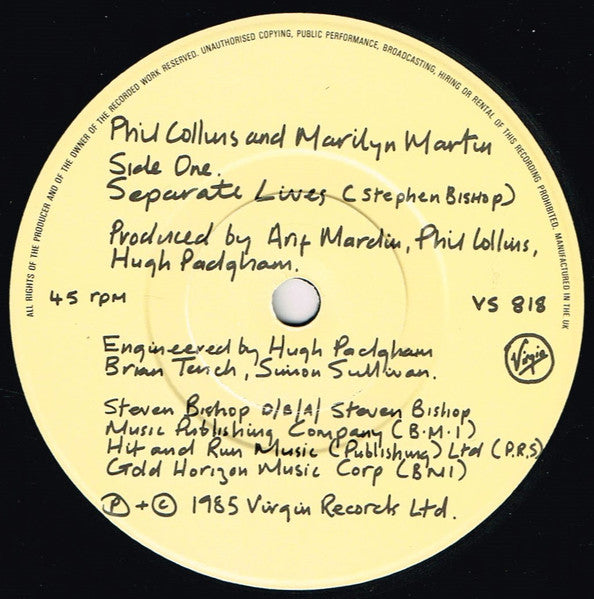 ALL RIGHTS OF THE PRODUCER AND OF THE OWNER OF THE RECORDED WORK RESERVED. UNAUTHORISED COPYING, PUBLIC PERFORMANCE, BROADCASTING, HIRING OR RENTAL OF THIS RECORDING PROHIBITED. MANUFACTURED IN THE UK
Phil Collins and Marilyn Martin
Side One.
Separate Lives (Stephen Bishop)
Produced by Arif Mardin, Phil Collins,
Hugh Padgham.
45 rpm
VS 818
Virgin
Engineered by Hugh Padgham
Brian Tench, Simon Sullivan.
Steven Bishop D/B/A/ Steven Bishop
Music Publishing Company (B.M.I)
Hit and Run Music (Publishing) Ltd (P.R.S)
Gold Horizon Music Corp (BMI)
℗ + © 1985 Virgin Records Ltd.